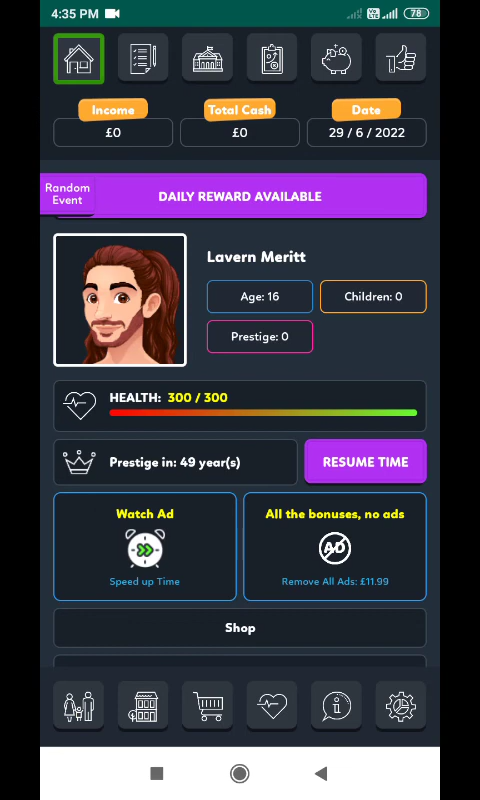 4:35 PM
Vo
LTE
78
Income
Total Cash
Date
£0
£0
29 / 6 / 2022
Random
Event
DAILY REWARD AVAILABLE
Lavern Meritt
Age: 16
Children: 0
Prestige: 0
HEALTH: 300 / 300
Prestige in: 49 year(s)
RESUME TIME
Watch Ad
All the bonuses, no ads
AD
Speed up Time
Remove All Ads: £11.99
Shop